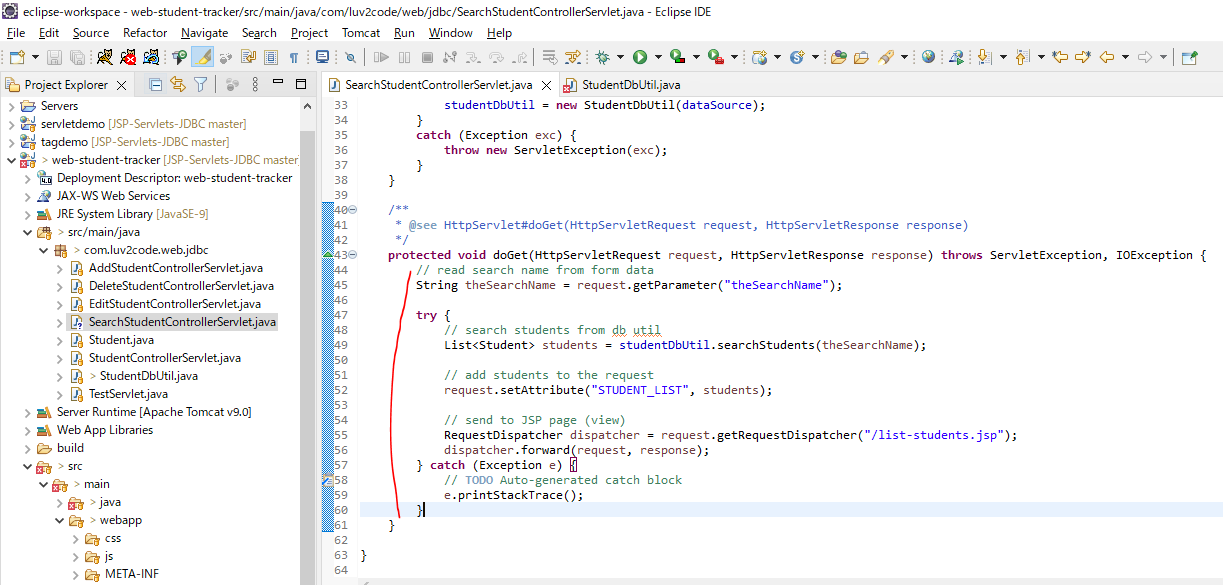 eclipse-workspace - web-student-tracker/src/main/java/com/luv2code/web/jdbc/SearchStudentControllerServlet.java - Eclipse IDE
File Edit Source Refactor Navigate Search Project Tomcat Run Window Help
Project Explorer
Servers
servletdemo [JSP-Servlets-JDBC master]
tagdemo [JSP-Servlets-JDBC master]
> web-student-tracker [JSP-Servlets-JDBC master
Deployment Descriptor: web-student-tracker
JAX-WS Web Services
JRE System Library [JavaSE-9]
> src/main/java
> com.luv2code.web.jdbc
AddStudentControllerServlet.java
DeleteStudentControllerServlet.java
EditStudentControllerServlet.java
SearchStudentControllerServlet.java
Student.java
StudentControllerServlet.java
> StudentDbUtil.java
TestServlet.java
Server Runtime [Apache Tomcat v9.0]
Web App Libraries
build
> src
> main
> java
> webapp
css
js
META-INF
SearchStudentControllerServlet.java StudentDbUtil.java
33 studentDbUtil = new StudentDbUtil(dataSource);
34 }
35 catch (Exception exc) {
36 throw new ServletException(exc);
37 }
38 }
39
40 /**
41 * @see HttpServlet#doGet(HttpServletRequest request, HttpServletResponse response)
42 */
43 protected void doGet(HttpServletRequest request, HttpServletResponse response) throws ServletException, IOException {
44 // read search name from form data
45 String theSearchName = request.getParameter("theSearchName");
46
47 try {
48 // search students from db util
49 List<Student> students = studentDbUtil.searchStudents(theSearchName);
50
51 // add students to the request
52 request.setAttribute("STUDENT_LIST", students);
53
54 // send to JSP page (view)
55 RequestDispatcher dispatcher = request.getRequestDispatcher("/list-students.jsp");
56 dispatcher.forward(request, response);
57 } catch (Exception e) {
58 // TODO Auto-generated catch block
59 e.printStackTrace();
60 }
61 }
62
63 }
64